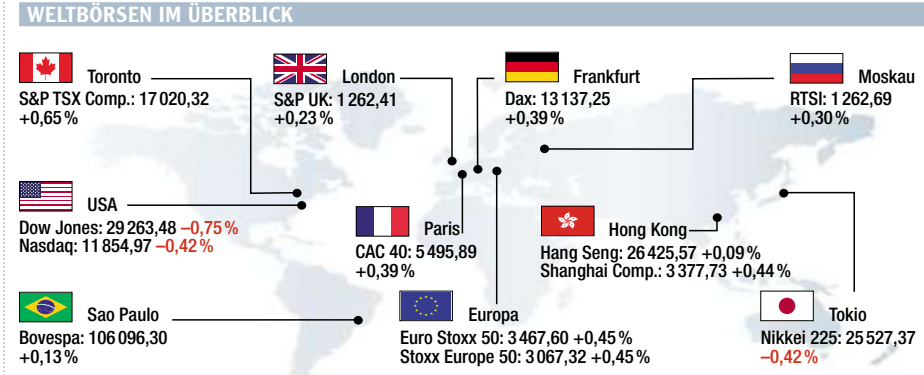 WELTBÖRSEN IM ÜBERBLICK
Toronto
S&P TSX Comp.: 17 020,32
+0,65 %
London
S&P UK: 1 262,41
+0,23 %
Frankfurt
Dax: 13 137,25
+0,39 %
Moskau
RTSI: 1 262,69
+0,30 %
USA
Dow Jones: 29 263,48 –0,75 %
Nasdaq: 11 854,97 –0,42 %
Paris
CAC 40: 5 495,89
+0,39 %
Hong Kong
Hang Seng: 26 425,57 +0,09 %
Shanghai Comp.: 3 377,73 +0,44 %
Sao Paulo
Bovespa: 106 096,30
+0,13 %
Europa
Euro Stoxx 50: 3 467,60 +0,45 %
Stoxx Europe 50: 3 067,32 +0,45 %
Tokio
Nikkei 225: 25 527,37
–0,42 %